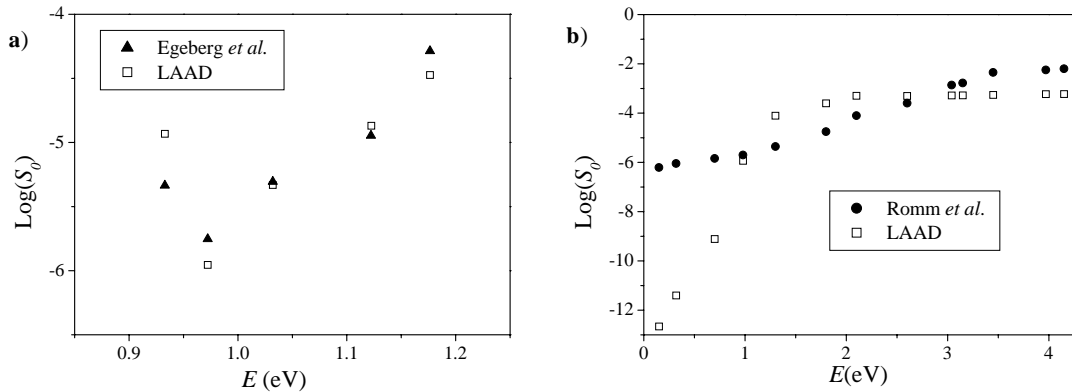 a)
-4
-5
-6
Log(S0)
Egeberg et al.
LAAD
0.9 1.0 1.1 1.2
E (eV)
b)
0
-2
-4
-6
-8
-10
-12
Log(S0)
Romm et al.
LAAD
0 1 2 3 4
E(eV)